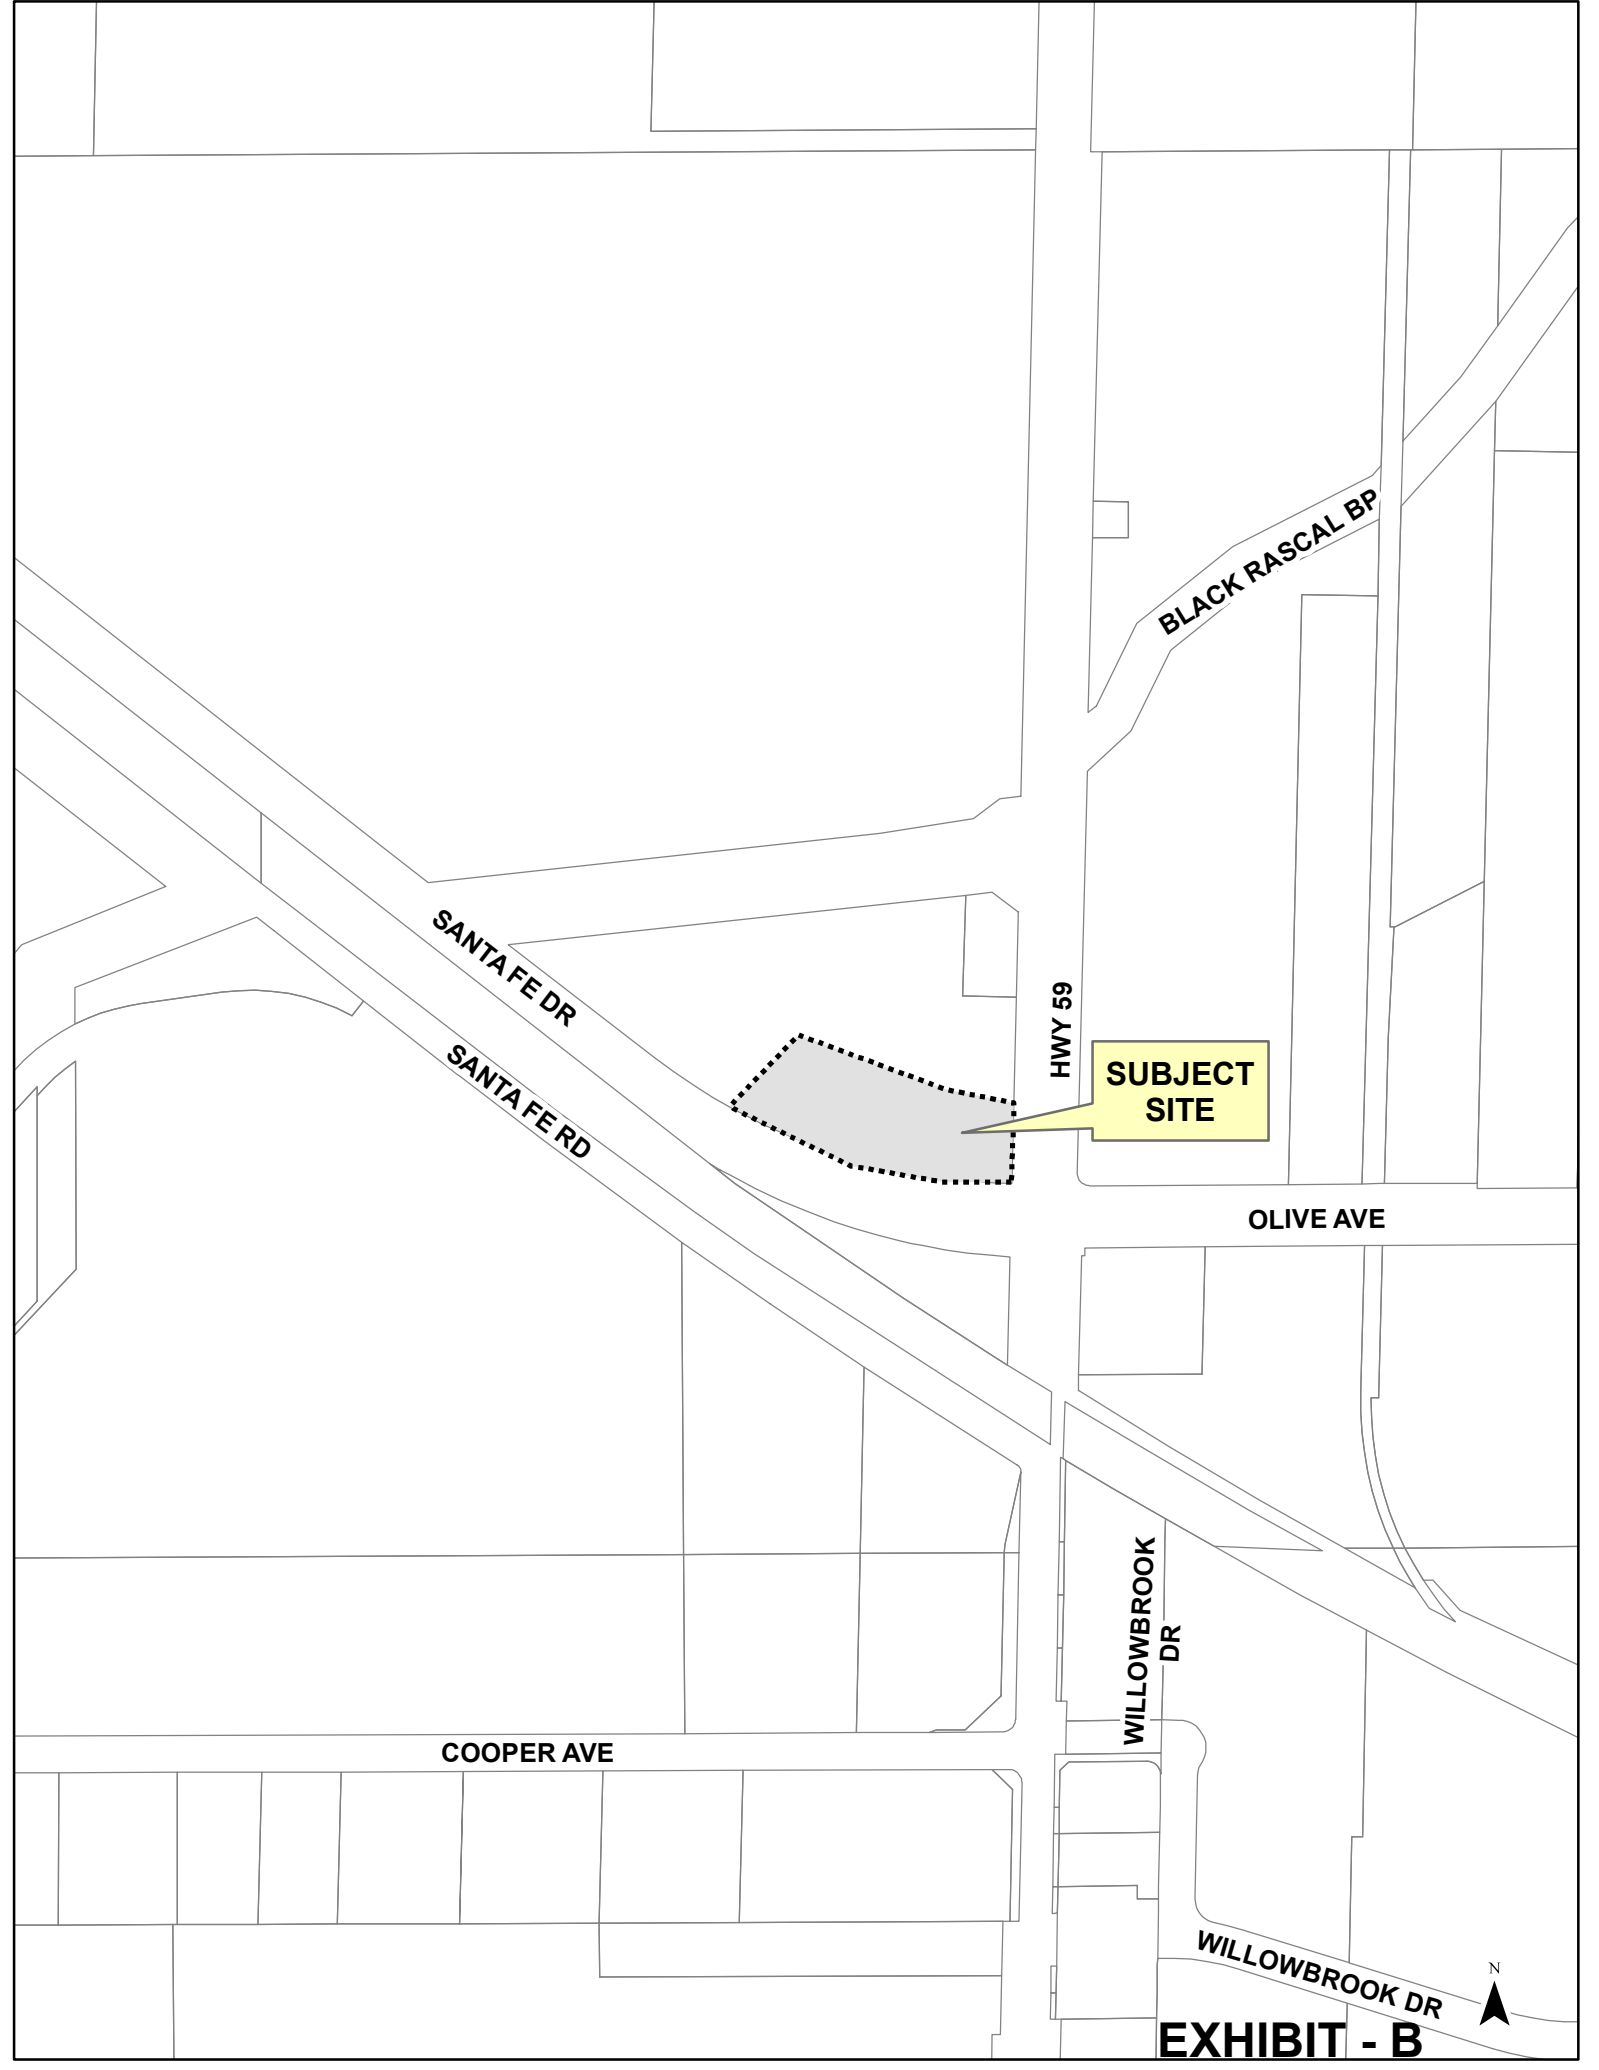 BLACK RASCAL BP
SANTA FE DR
HWY 59
SUBJECT
SITE
SANTA FE RD
OLIVE AVE
WILLOWBROOK
DR
COOPER AVE
WILLOWBROOK DR
N
EXHIBIT - B